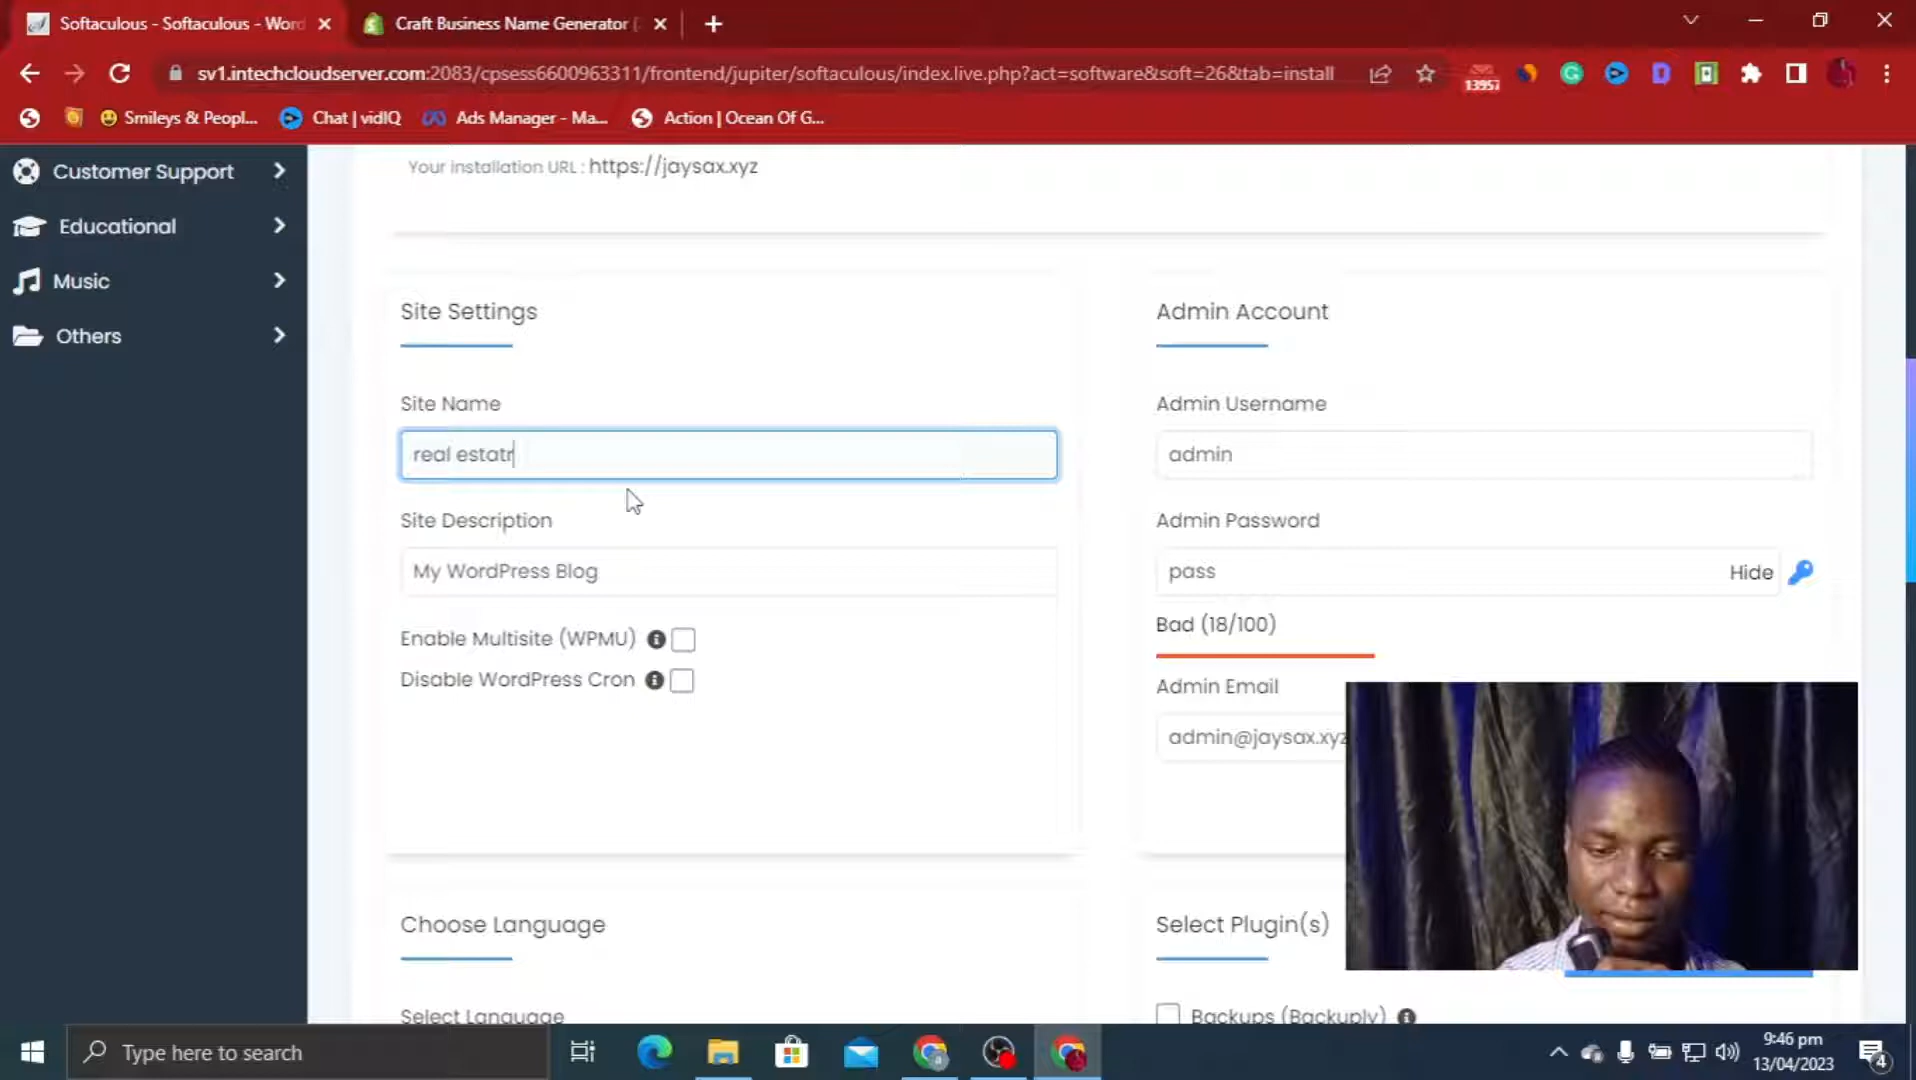 Softaculous - Softaculous - Word
Craft Business Name Generator (
sv1.intechcloudserver.com:2083/cpsess6600963311/frontend/jupiter/softaculous/index.live.php?act=software&soft=26&tab=install
13957
Smileys & Peopl...
Chat | vidIQ
Ads Manager - Ma...
Action | Ocean Of G...
Customer Support
Educational
Music
Others
Your installation URL : https://jaysax.xyz
Site Settings
Site Name
real estatr
Site Description
My WordPress Blog
Enable Multisite (WPMU)
Disable WordPress Cron
Admin Account
Admin Username
admin
Admin Password
pass
Hide
Bad (18/100)
Admin Email
admin@jaysax.xyz
Choose Language
Select Language
Select Plugin(s)
Backups (Backuply)
Type here to search
9:46 pm
13/04/2023
4